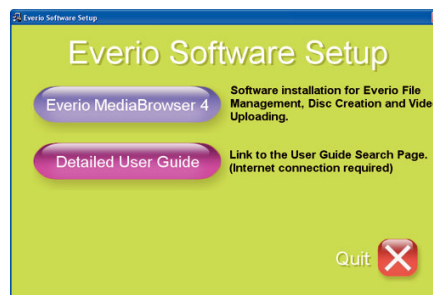 Everio Software Setup
Everio Software Setup
Everio MediaBrowser 4
Software installation for Everio File
Management, Disc Creation and Vide
Uploading.
Detailed User Guide
Link to the User Guide Search Page.
(Internet connection required)
Quit